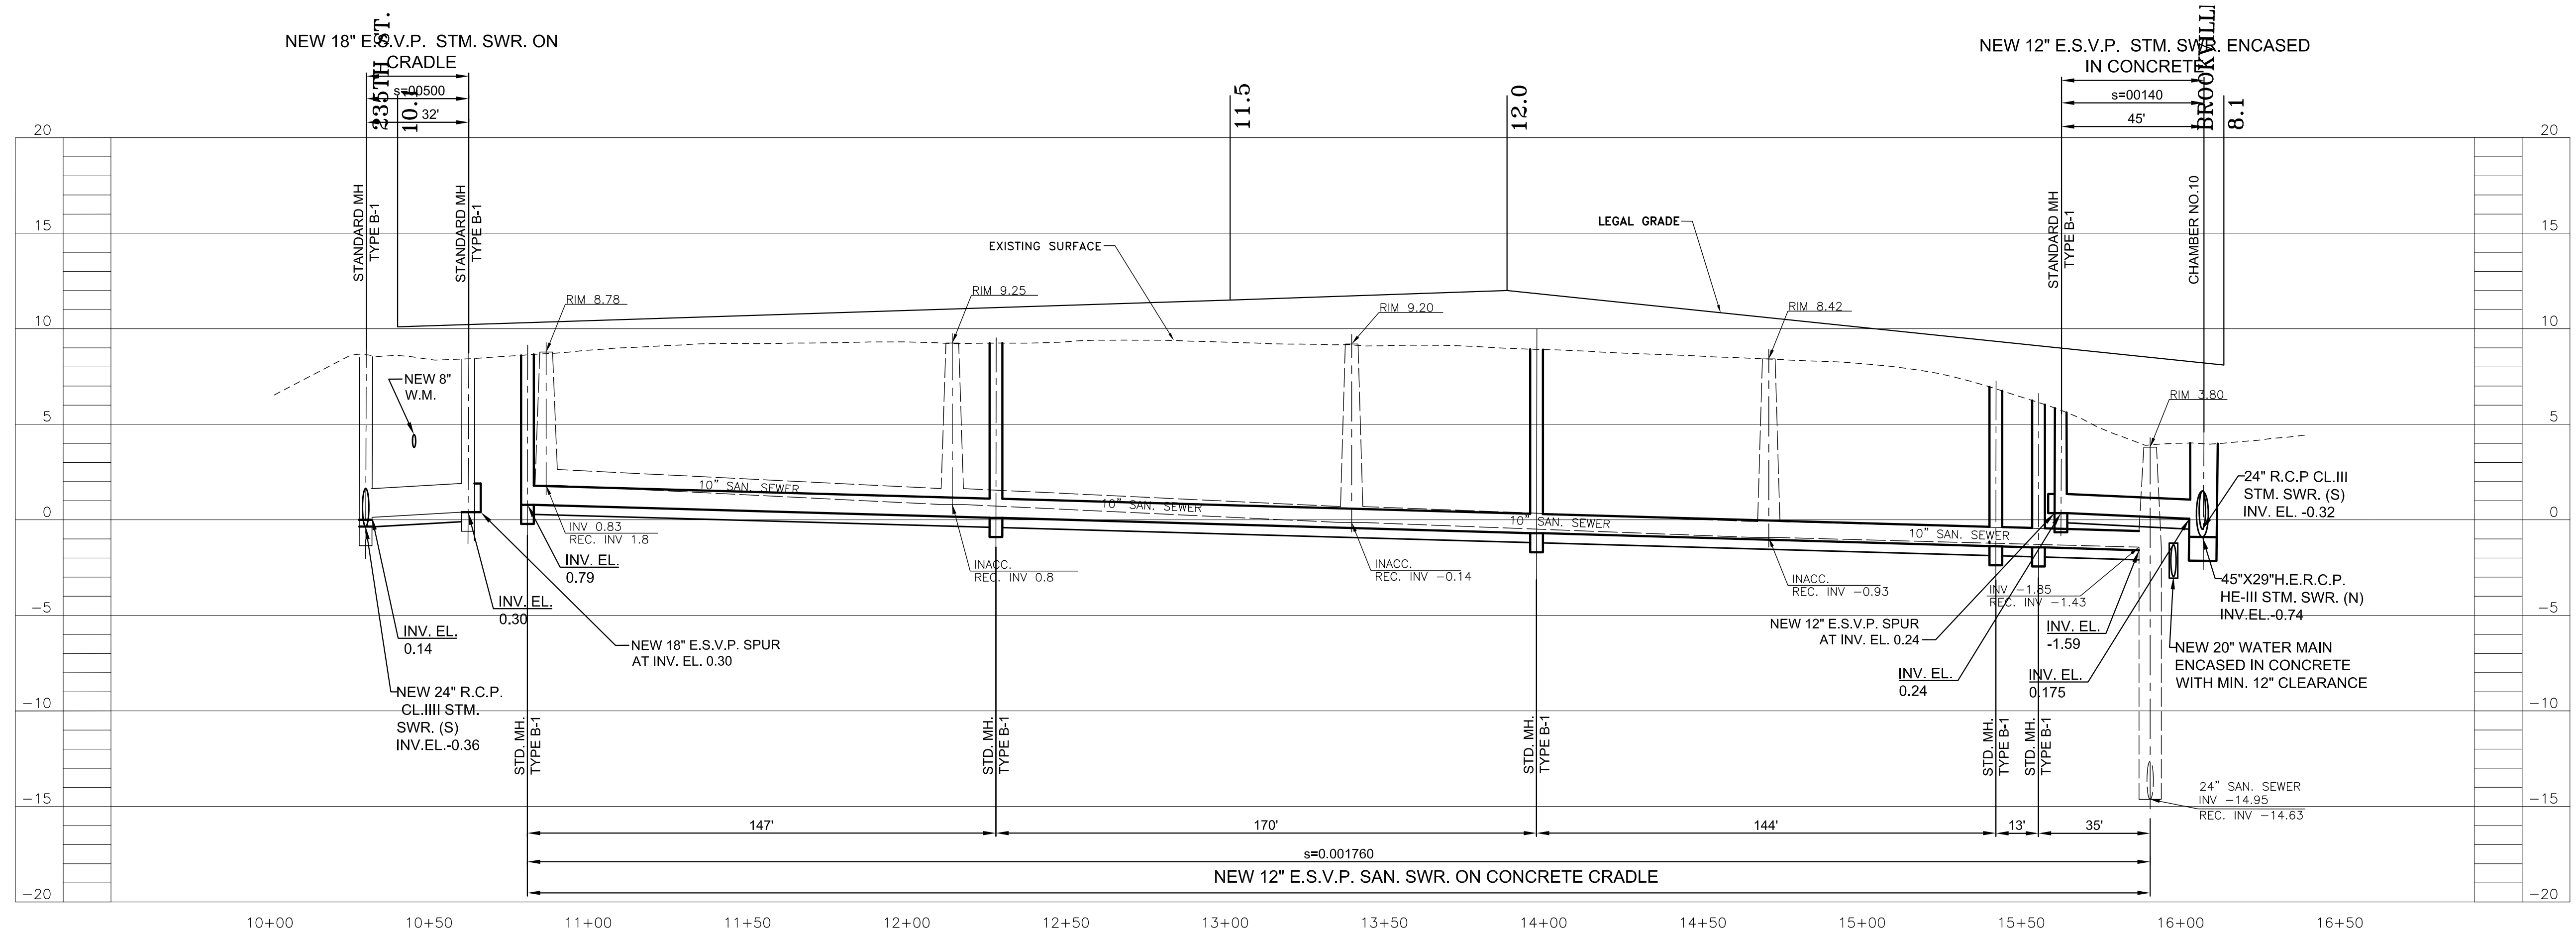 NEW 18" E.S.V.P.  STM. SWR. ON
CRADLE
235TH ST.
10.1
s=00500
32'
11.5
12.0
NEW 12" E.S.V.P.  STM. SWR. ENCASED
IN CONCRETE
s=00140
45'
8.1
20
20
15
15
10
10
5
5
0
0
-5
-5
-10
-10
-15
-15
-20
-20
STANDARD MH
TYPE B-1
STANDARD MH
TYPE B-1
STANDARD MH
TYPE B-1
CHAMBER NO.10
EXISTING SURFACE
LEGAL GRADE
RIM 8.78
RIM 9.25
RIM 9.20
RIM 8.42
RIM 3.80
NEW 8"
W.M.
10" SAN. SEWER
10" SAN. SEWER
10" SAN. SEWER
10" SAN. SEWER
INV 0.83
REC. INV 1.8
INV. EL.
0.79
INV. EL.
0.30
INV. EL.
0.14
NEW 18" E.S.V.P. SPUR
AT INV. EL. 0.30
NEW 24" R.C.P.
CL.IIII STM.
SWR. (S)
INV.EL.-0.36
INACC.
REC. INV 0.8
INACC.
REC. INV -0.14
INACC.
REC. INV -0.93
INV -1.85
REC. INV -1.43
NEW 12" E.S.V.P. SPUR
AT INV. EL. 0.24
INV. EL.
-1.59
INV. EL.
0.24
INV. EL.
0.175
24" R.C.P CL.III
STM. SWR. (S)
INV. EL. -0.32
45"X29"H.E.R.C.P.
HE-III STM. SWR. (N)
INV.EL.-0.74
NEW 20" WATER MAIN
ENCASED IN CONCRETE
WITH MIN. 12" CLEARANCE
24" SAN. SEWER
INV -14.95
REC. INV -14.63
STD. MH.
TYPE B-1
STD. MH.
TYPE B-1
STD. MH.
TYPE B-1
STD. MH.
TYPE B-1
STD. MH.
TYPE B-1
147'
170'
144'
13'
35'
s=0.001760
NEW 12" E.S.V.P. SAN. SWR. ON CONCRETE CRADLE
10+00
10+50
11+00
11+50
12+00
12+50
13+00
13+50
14+00
14+50
15+00
15+50
16+00
16+50